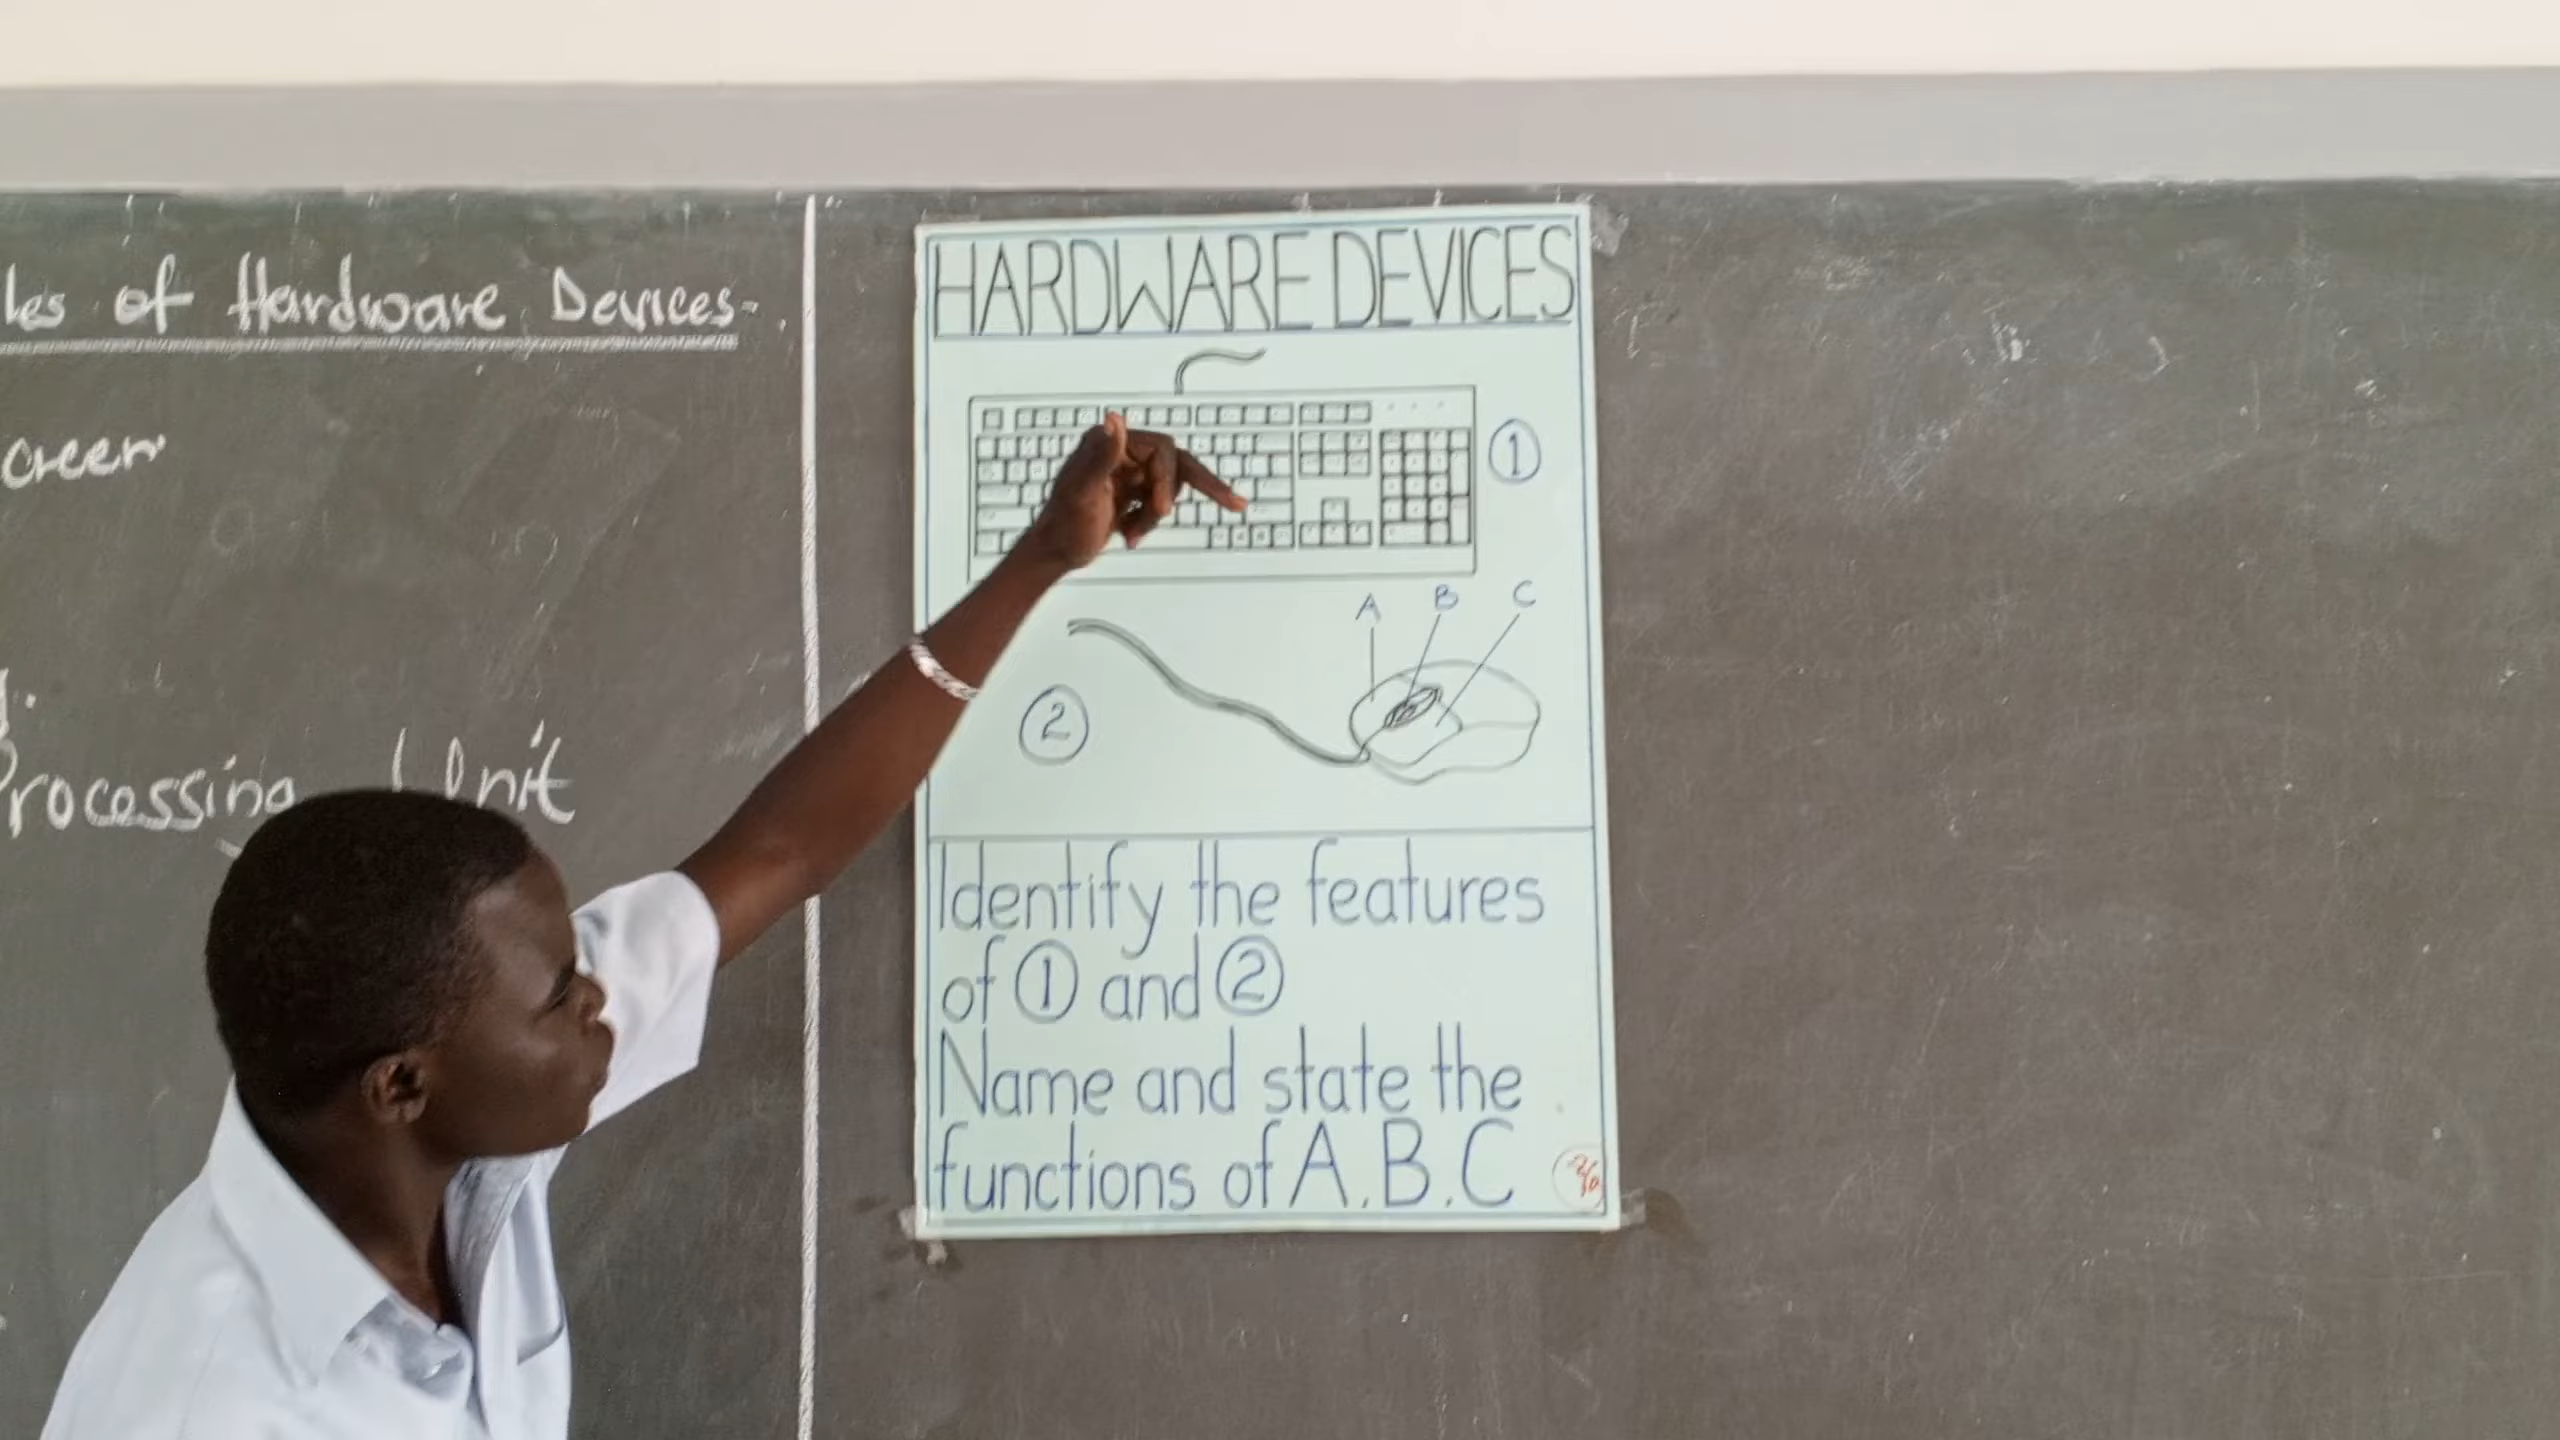 les of Hardware Devices
creen
Processing Unit
HARDWARE DEVICES
1
A B C
2
Identify the features
of 1 and 2
Name and state the
functions of A.B.C